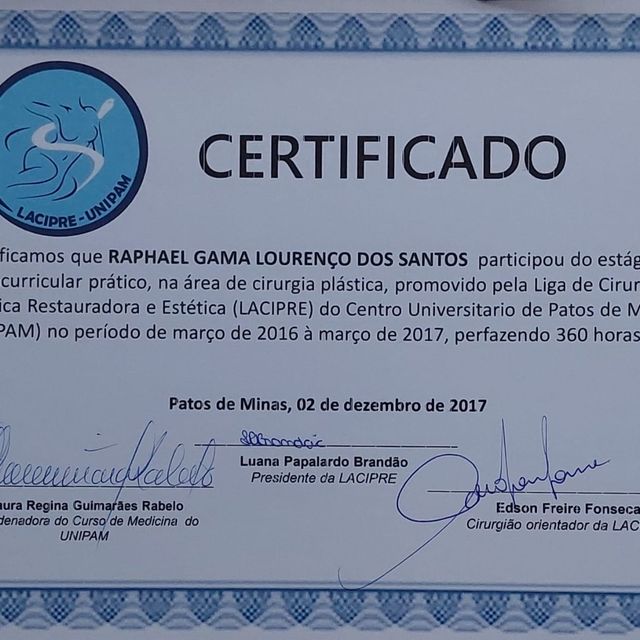 CERTIFICADO
LACIPRE - UNIPAM
ficamos que RAPHAEL GAMA LOURENÇO DOS SANTOS participou do estág
curricular prático, na área de cirurgia plástica, promovido pela Liga de Cirur
ica Restauradora e Estética (LACIPRE) do Centro Universitario de Patos de M
PAM) no período de março de 2016 à março de 2017, perfazendo 360 horas
Patos de Minas, 02 de dezembro de 2017
Luana Papalardo Brandão
Presidente da LACIPRE
ura Regina Guimarães Rabelo
denadora do Curso de Medicina do
UNIPAM
Edson Freire Fonseca
Cirurgião orientador da LAC